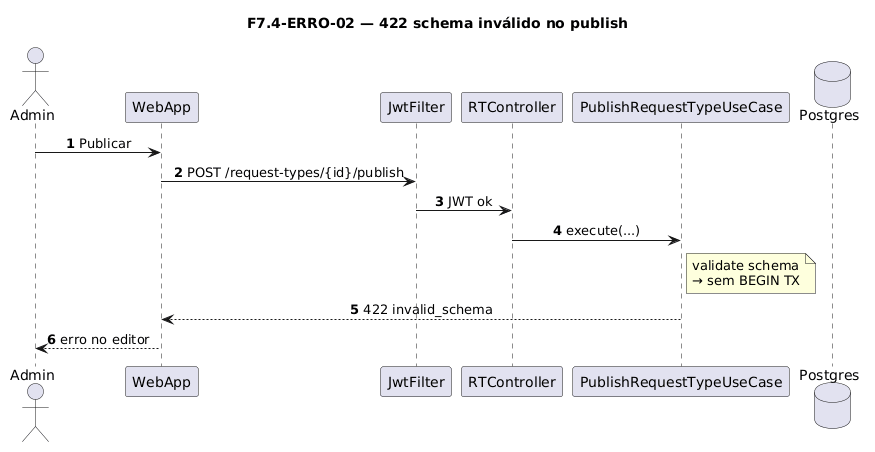 F7.4-ERRO-02 — 422 schema inválido no publish
Admin
WebApp
JwtFilter
RTController
PublishRequestTypeUseCase
Postgres
1 Publicar
2 POST /request-types/{id}/publish
3 JWT ok
4 execute(...)
validate schema
→ sem BEGIN TX
5 422 invalid_schema
6 erro no editor
Admin
WebApp
JwtFilter
RTController
PublishRequestTypeUseCase
Postgres